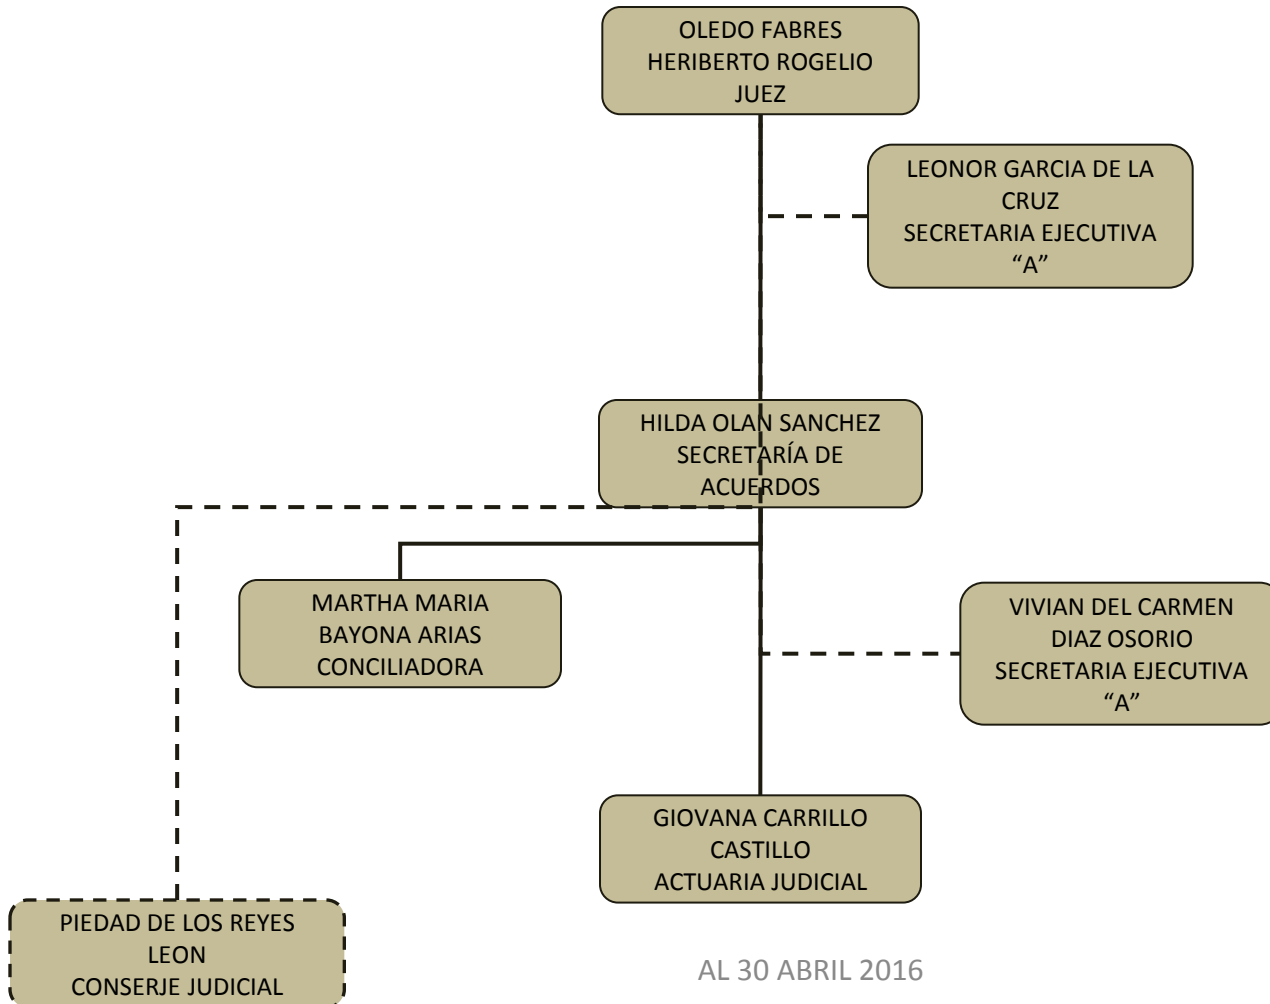 OLEDO FABRES
HERIBERTO ROGELIO
JUEZ
LEONOR GARCIA DE LA
CRUZ
SECRETARIA EJECUTIVA
“A”
HILDA OLAN SANCHEZ
SECRETARÍA DE
ACUERDOS
MARTHA MARIA
BAYONA ARIAS
CONCILIADORA
VIVIAN DEL CARMEN
DIAZ OSORIO
SECRETARIA EJECUTIVA
“A”
GIOVANA CARRILLO
CASTILLO
ACTUARIA JUDICIAL
PIEDAD DE LOS REYES
LEON
CONSERJE JUDICIAL
AL 30 ABRIL 2016